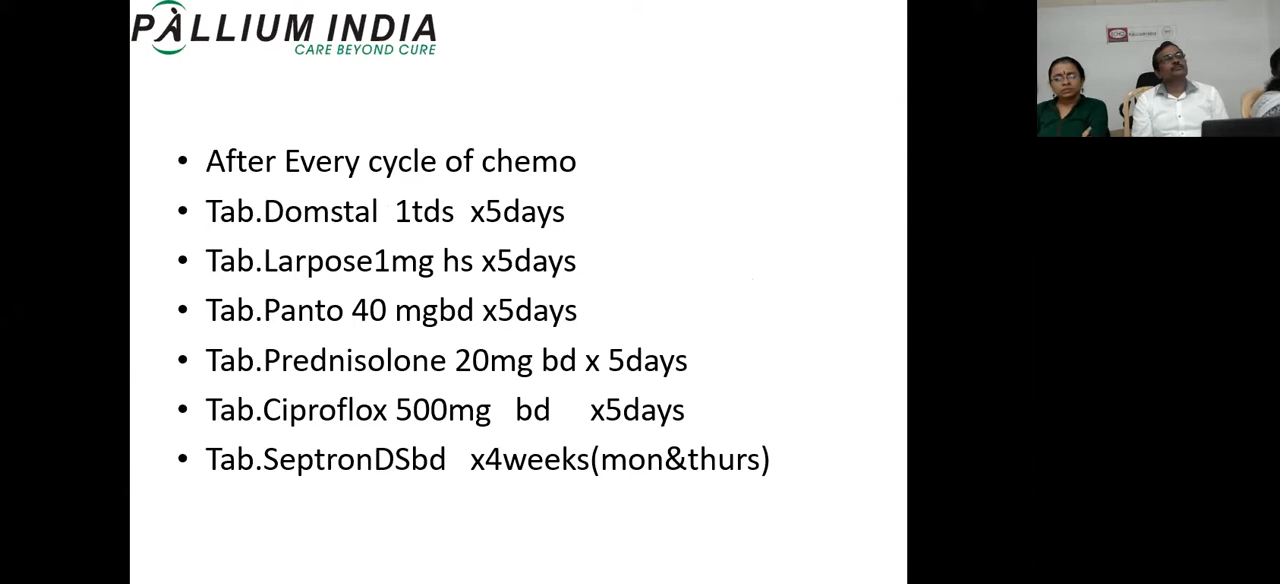 PALLIUM INDIA
CARE BEYOND CURE
• After Every cycle of chemo
• Tab.Domstal 1tds x5days
• Tab.Larpose1mg hs x5days
• Tab.Panto 40 mgbd x5days
• Tab.Prednisolone 20mg bd x 5days
• Tab.Ciproflox 500mg bd x5days
• Tab.SeptronDSbd x4weeks(mon&thurs)